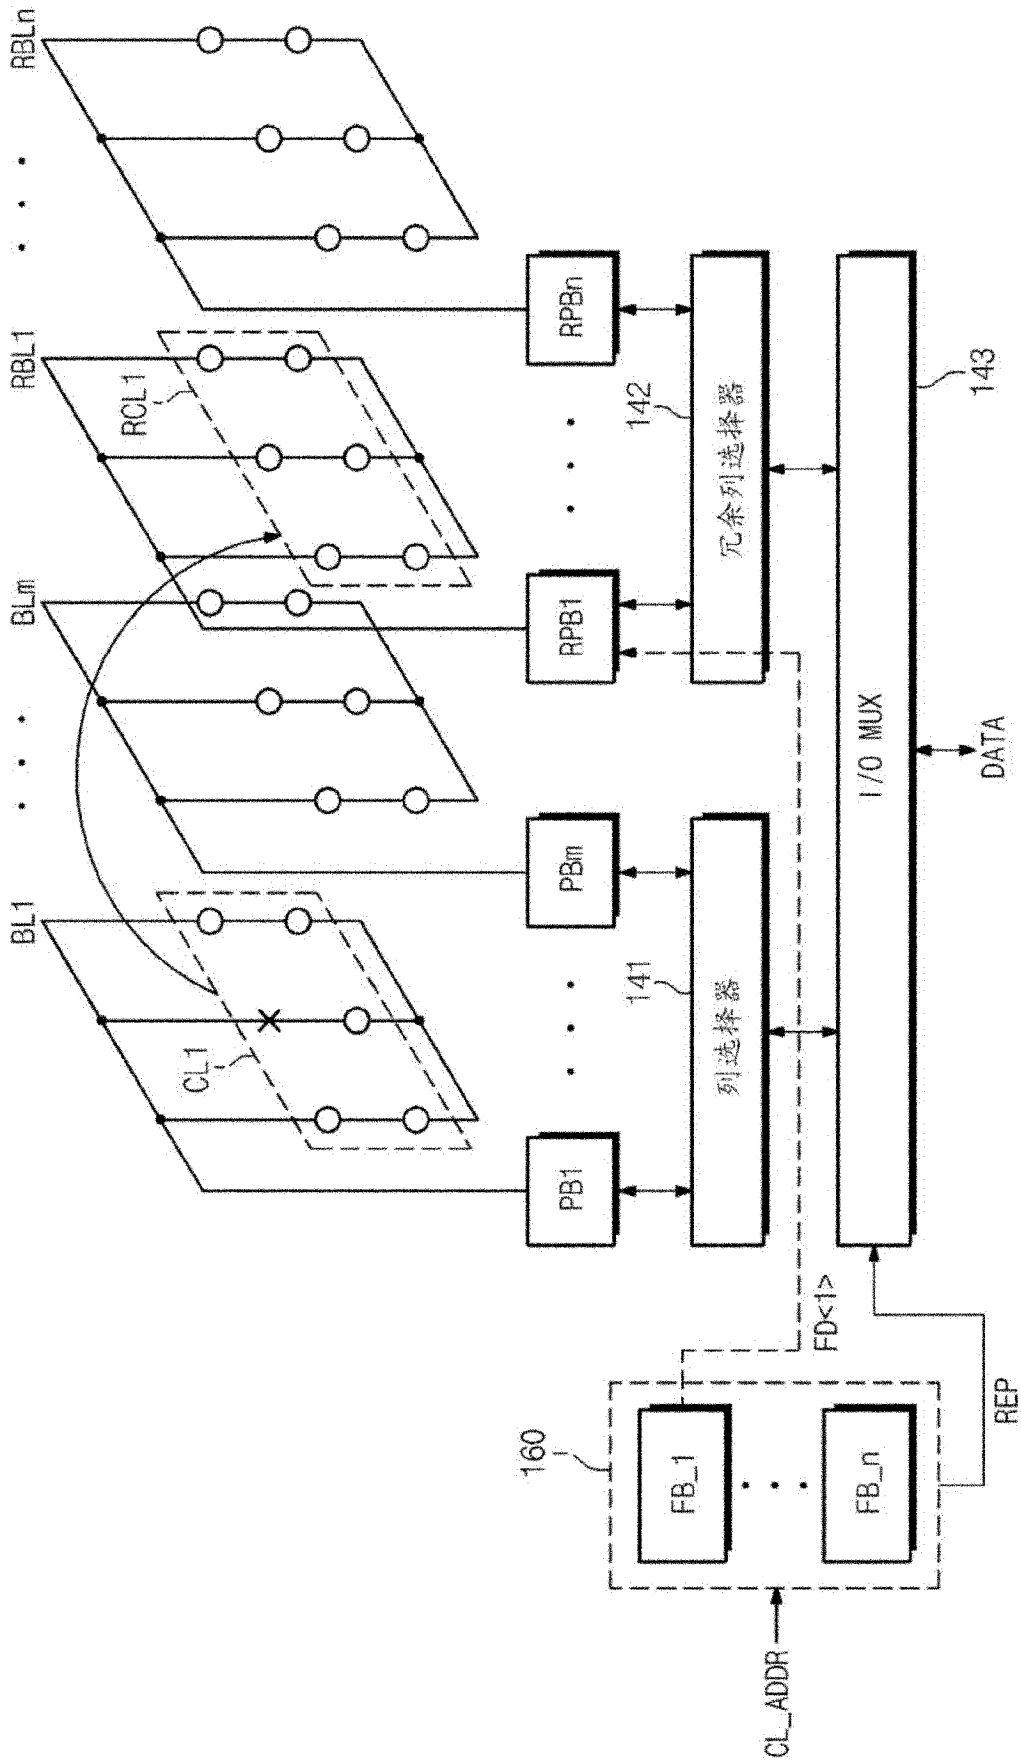 BL1
BLm
RBL1
RBLn
CL1
RCL1
PB1
PBm
RPB1
RPBn
141
142
列选择器
冗余列选择器
I/O MUX
143
160
FB_1
FB_n
FD<1>
CL_ADDR
REP
DATA